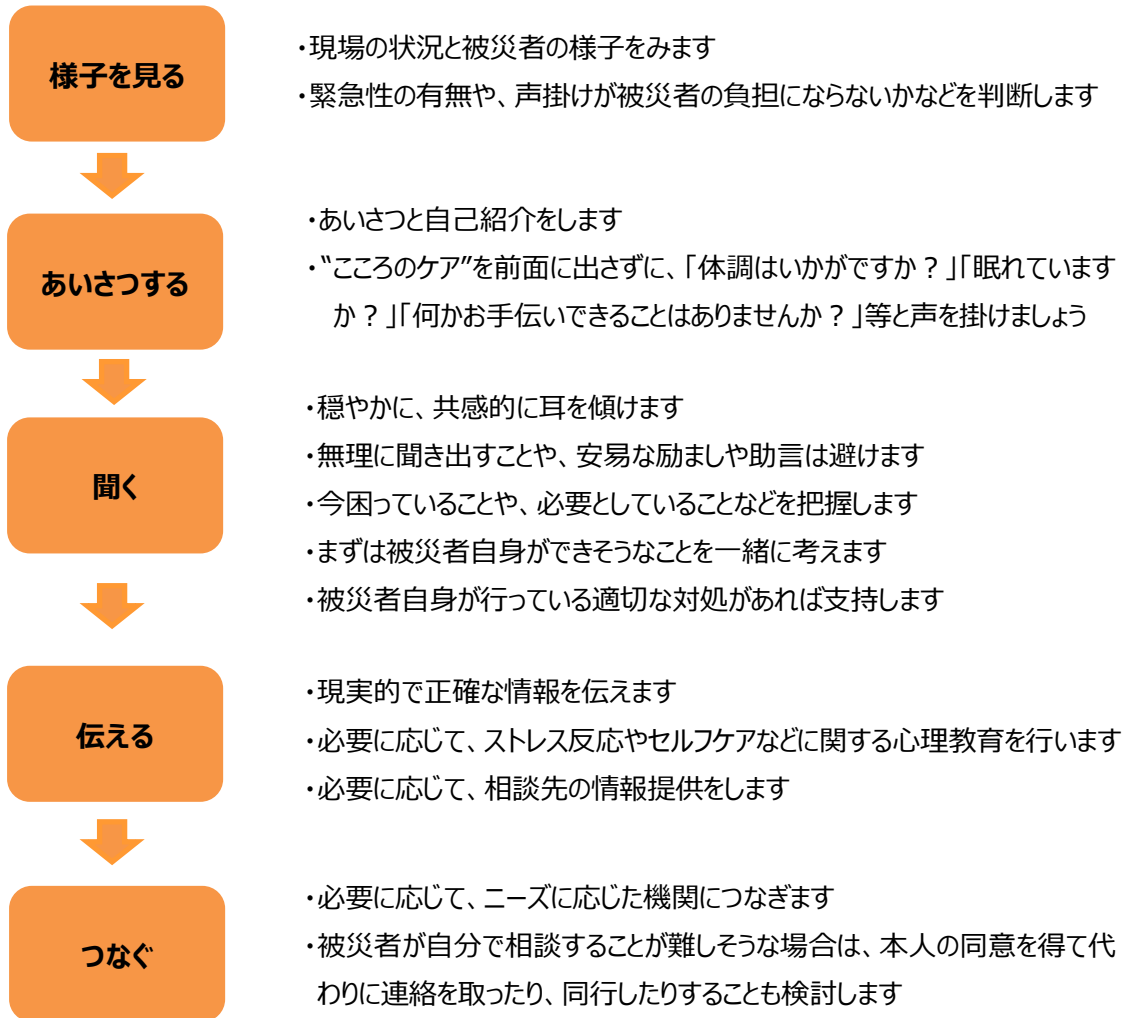 様子を見る
・現場の状況と被災者の様子をみます
・緊急性の有無や、声掛けが被災者の負担にならないかなどを判断します
あいさつする
・あいさつと自己紹介をします
・“こころのケア”を前面に出さずに、「体調はいかがですか？」「眠れています
か？」「何かお手伝いできることはありませんか？」等と声を掛けましょう
聞く
・穏やかに、共感的に耳を傾けます
・無理に聞き出すことや、安易な励ましや助言は避けます
・今困っていることや、必要としていることなどを把握します
・まずは被災者自身ができそうなことを一緒に考えます
・被災者自身が行っている適切な対処があれば支持します
伝える
・現実的で正確な情報を伝えます
・必要に応じて、ストレス反応やセルフケアなどに関する心理教育を行います
・必要に応じて、相談先の情報提供をします
つなぐ
・必要に応じて、ニーズに応じた機関につなぎます
・被災者が自分で相談することが難しそうな場合は、本人の同意を得て代
わりに連絡を取ったり、同行したりすることも検討します